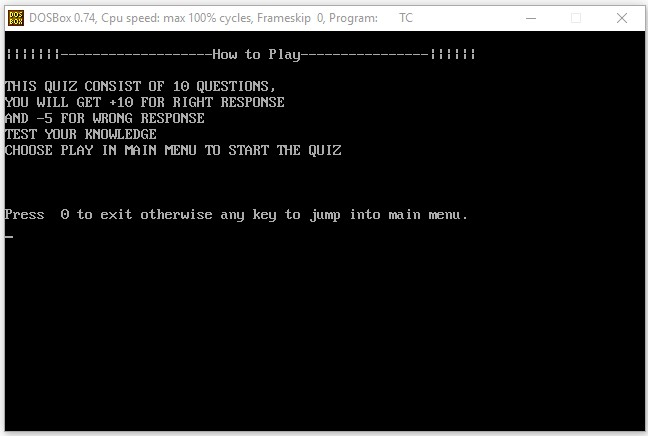 DOS BOX
DOSBox 0.74, Cpu speed: max 100% cycles, Frameskip 0, Program: TC
|||||||-------------------How to Play----------------||||||
THIS QUIZ CONSIST OF 10 QUESTIONS,
YOU WILL GET +10 FOR RIGHT RESPONSE
AND -5 FOR WRONG RESPONSE
TEST YOUR KNOWLEDGE
CHOOSE PLAY IN MAIN MENU TO START THE QUIZ
Press  0 to exit otherwise any key to jump into main menu.
_